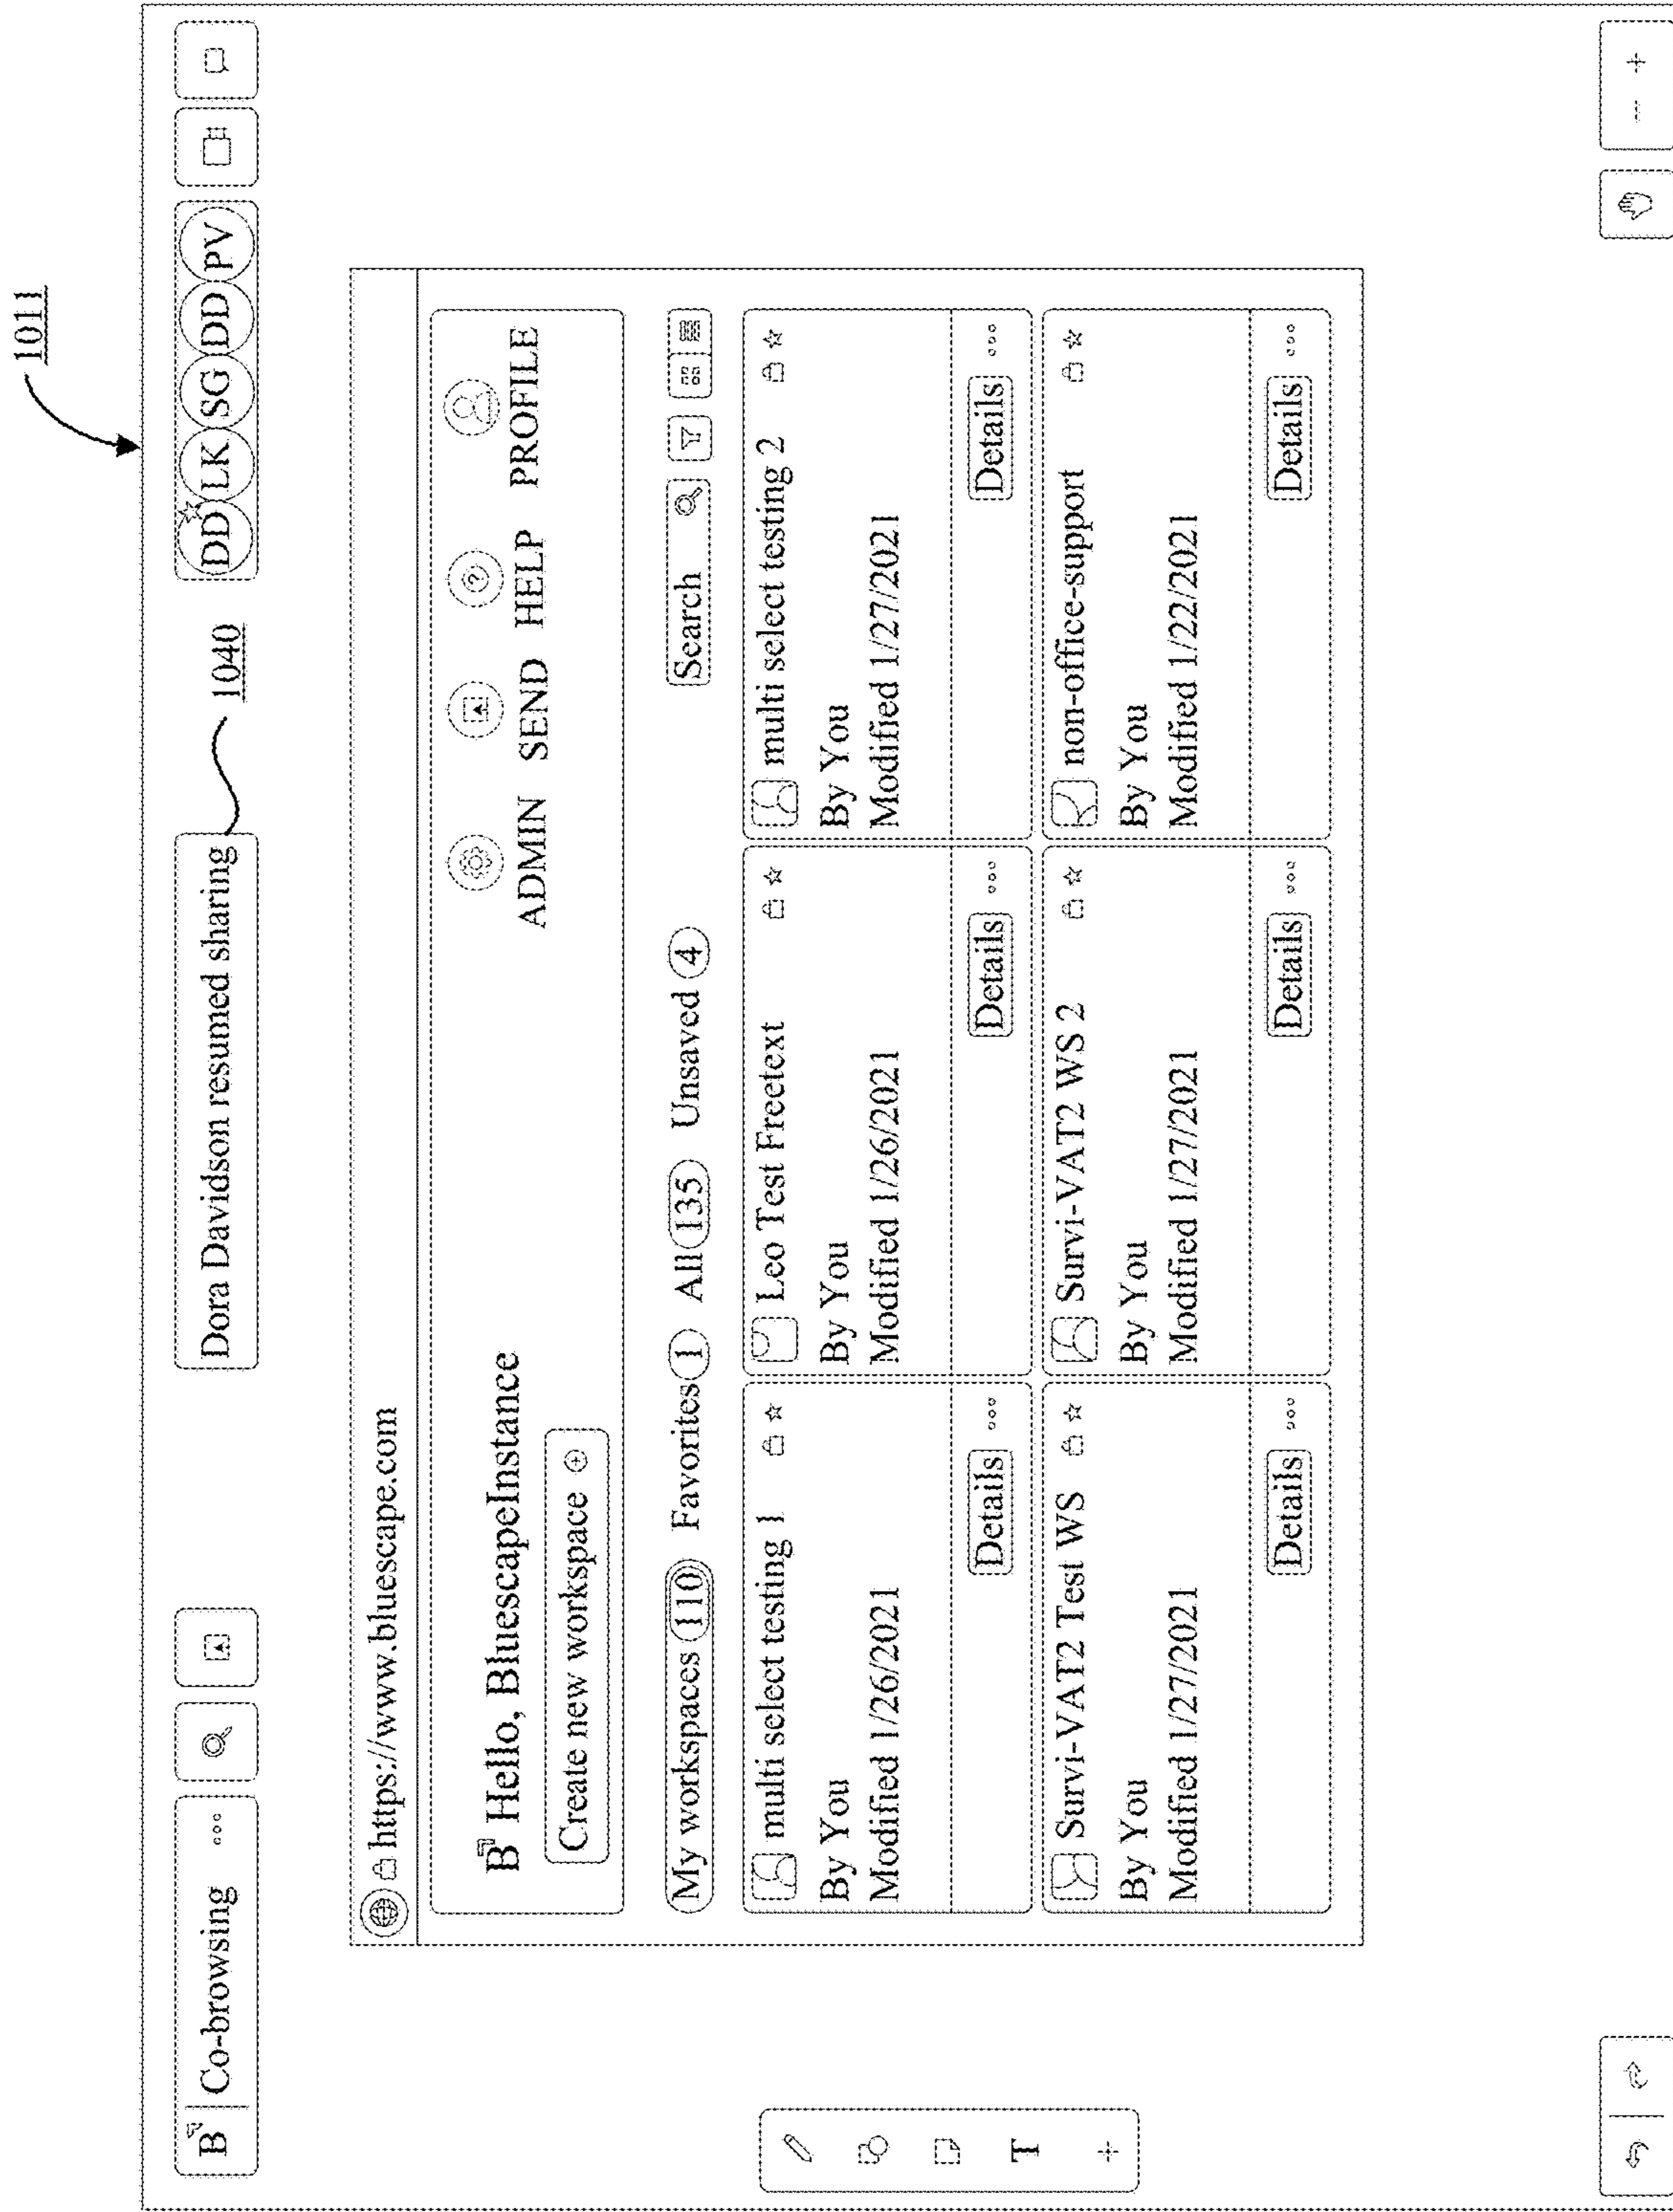 1011
B Co-browsing
Dora Davidson resumed sharing
1040
DD LK SG DD PV
https://www.bluescape.com
B Hello, BluescapeInstance
Create new workspace
ADMIN SEND HELP PROFILE
My workspaces 110 Favorites 1 All 135 Unsaved 4
Search
multi select testing 1
By You
Modified 1/26/2021
Details
Leo Test Freetext
By You
Modified 1/26/2021
Details
multi select testing 2
By You
Modified 1/27/2021
Details
Survi-VAT2 Test WS
By You
Modified 1/27/2021
Details
Survi-VAT2 WS 2
By You
Modified 1/27/2021
Details
non-office-support
By You
Modified 1/22/2021
Details
T